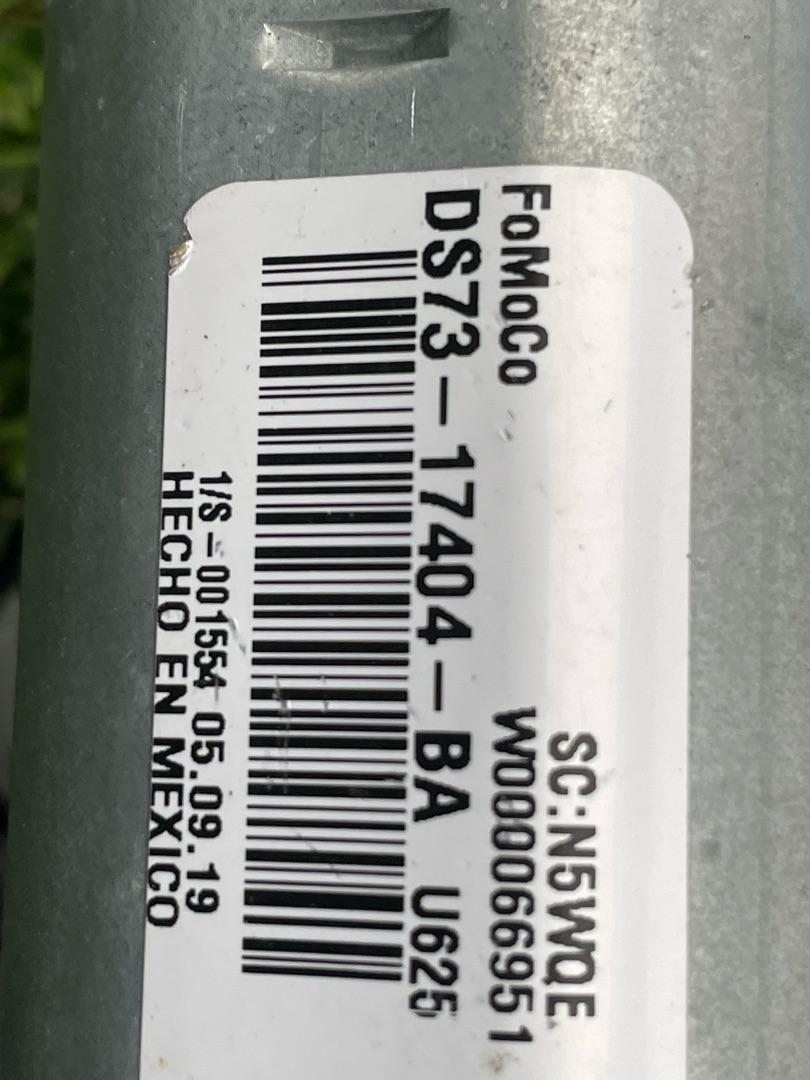 SC:N5WQE
FoMoCo W000066951
DS73-17404-BA U625
1/S-001554 05.09.19
HECHO EN MEXICO